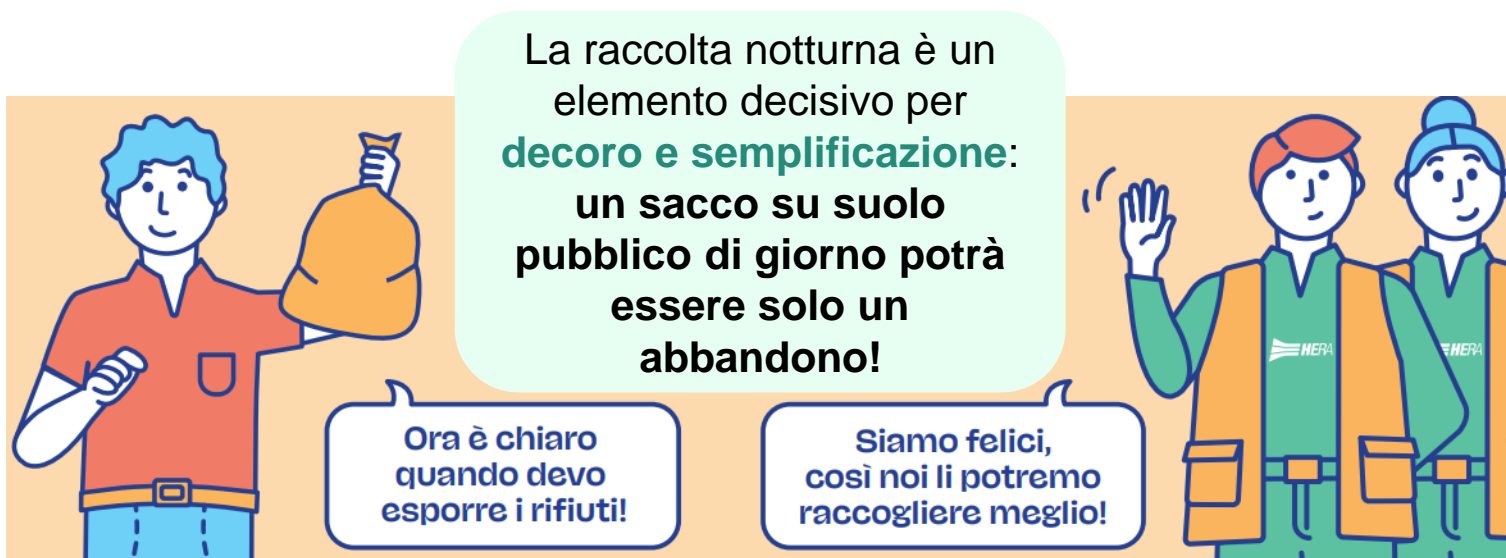 La raccolta notturna è un
elemento decisivo per
decoro e semplificazione:
un sacco su suolo
pubblico di giorno potrà
essere solo un
abbandono!
Ora è chiaro
quando devo
esporre i rifiuti!
Siamo felici,
così noi li potremo
raccogliere meglio!
HERA
HERA